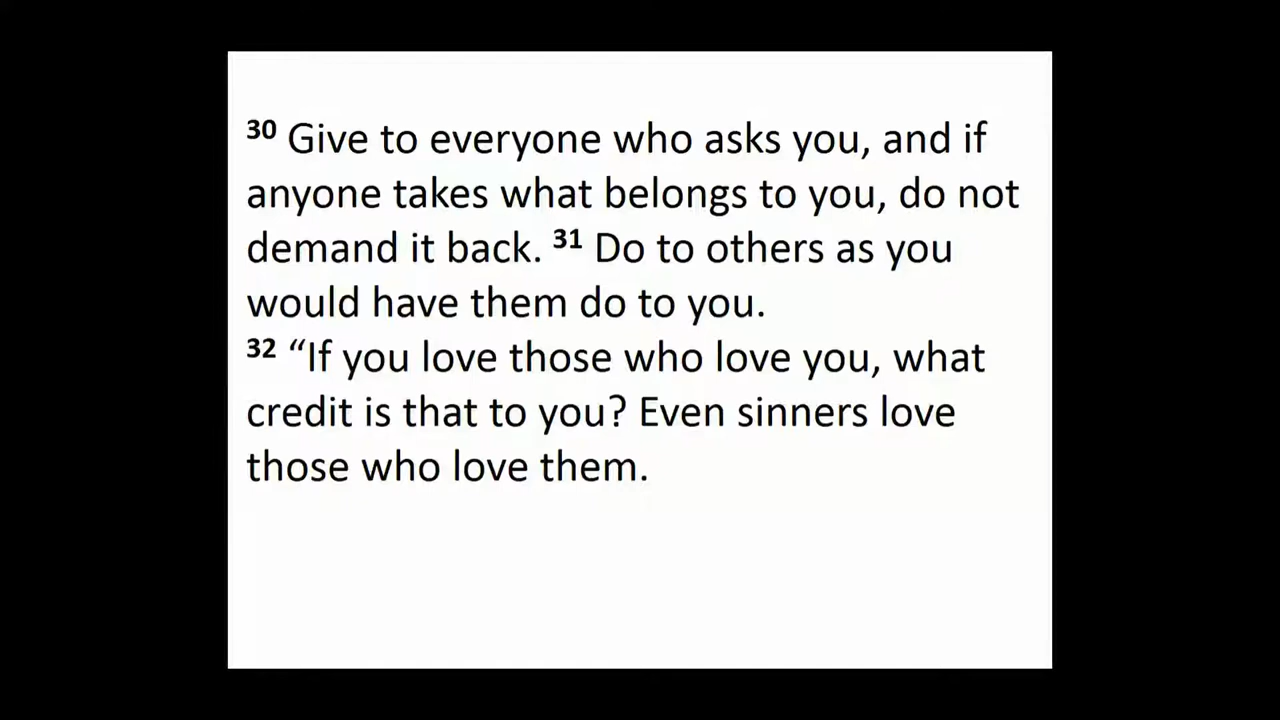 30 Give to everyone who asks you, and if
anyone takes what belongs to you, do not
demand it back. 31 Do to others as you
would have them do to you.
32 “If you love those who love you, what
credit is that to you? Even sinners love
those who love them.